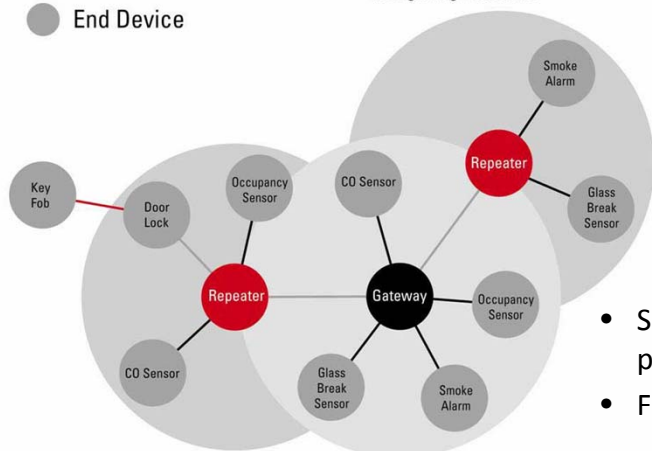 End Device
Smoke
Alarm
Repeater
Key
Fob
Door
Lock
Occupancy
Sensor
CO Sensor
Glass
Break
Sensor
Repeater
Gateway
Occupancy
Sensor
CO Sensor
Glass
Break
Sensor
Smoke
Alarm
• S
p
• F